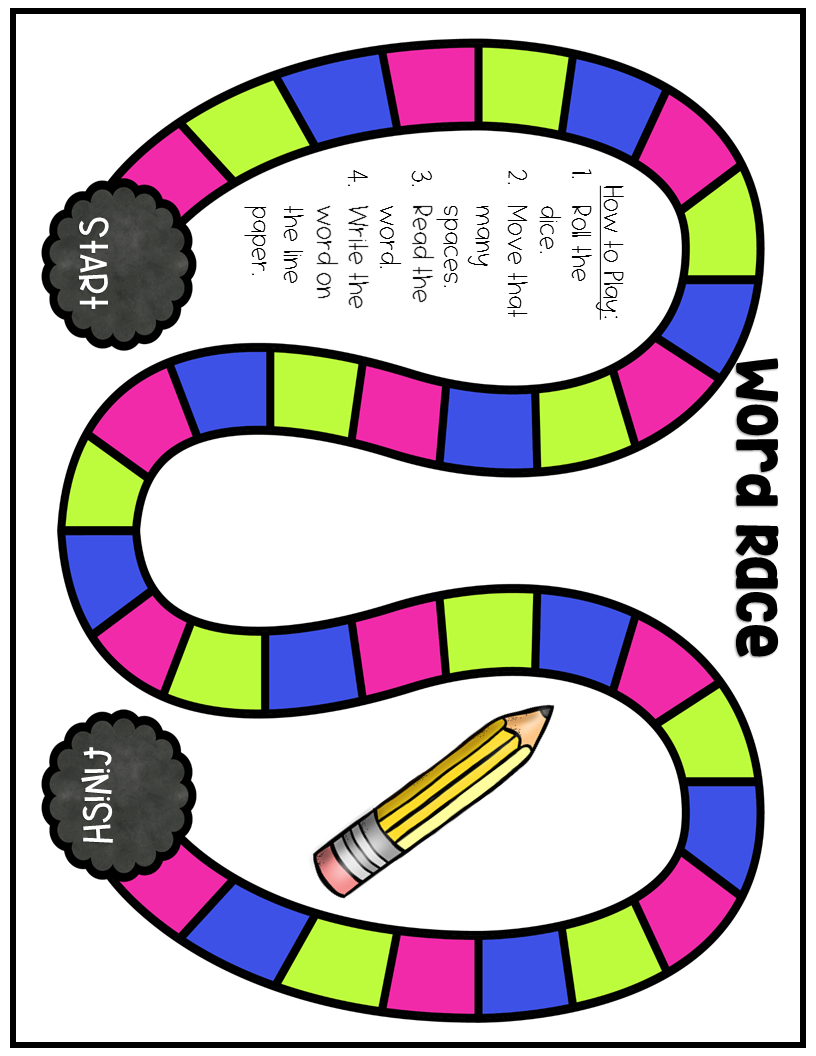 Word Race
How to Play:
1. Roll the
dice.
2. Move that
many
spaces.
3. Read the
word.
4. Write the
word on
the line
paper.
START
FINISH